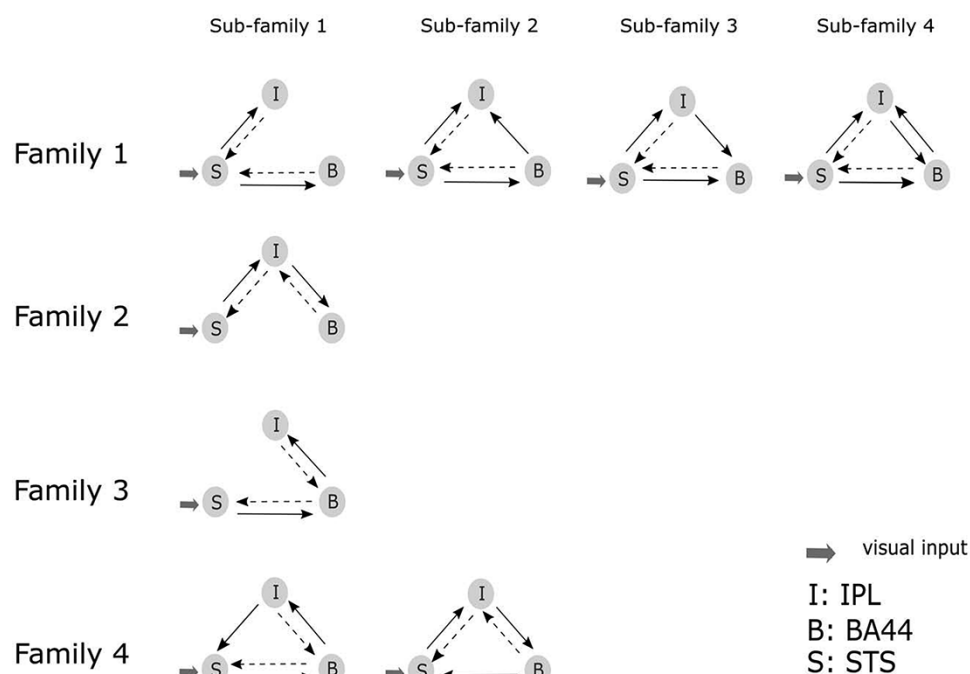 Sub-family 1 Sub-family 2 Sub-family 3 Sub-family 4
I I I I
Family 1
S B S B S B S B
I
Family 2
S B
I
Family 3
S B
visual input
I I
I: IPL
B: BA44
Family 4
S B S B
S: STS